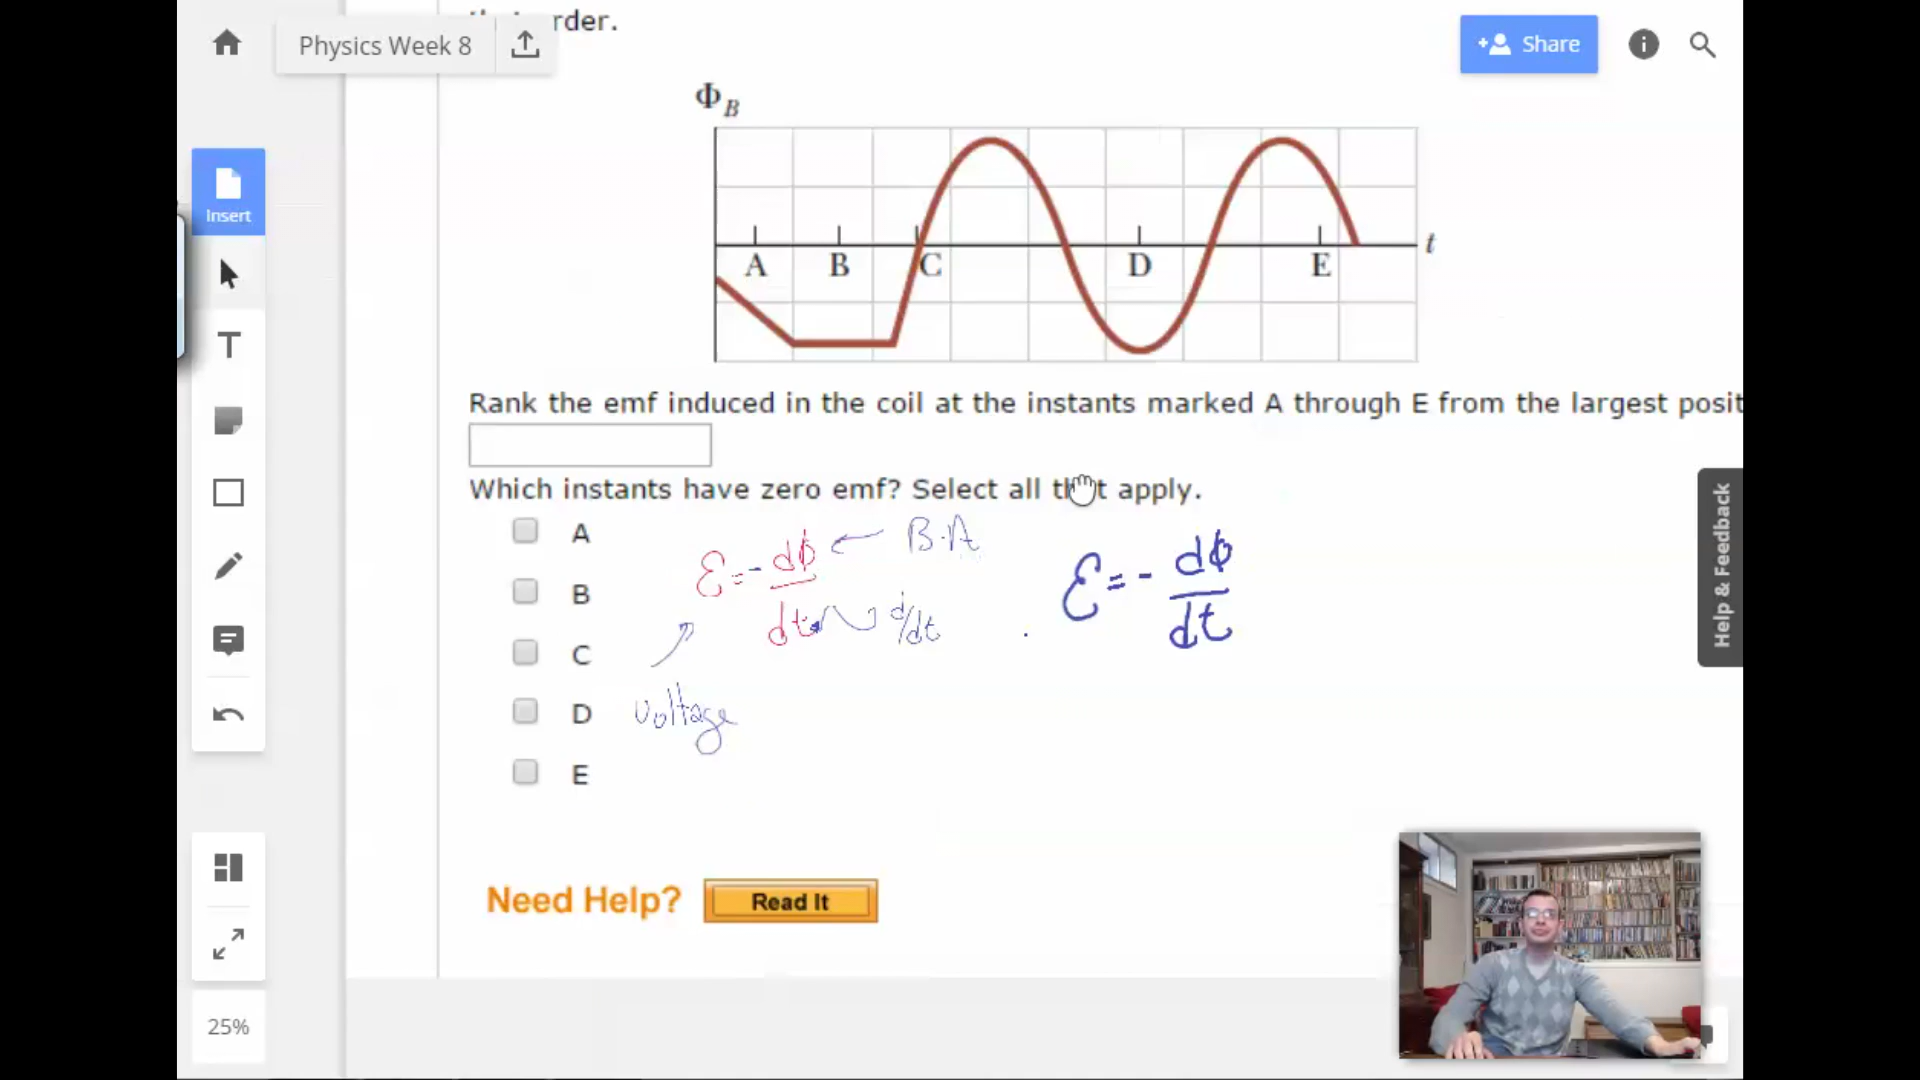 rder.
Physics Week 8
Share
Insert
Φ_B
A B C D E
t
Rank the emf induced in the coil at the instants marked A through E from the largest posit
Which instants have zero emf? Select all that apply.
A
B
C
D
E
ℰ = - dϕ/dt
B·A
d/dt
ℰ = - dϕ/dt
voltage
Need Help?
Read It
Help & Feedback
25%